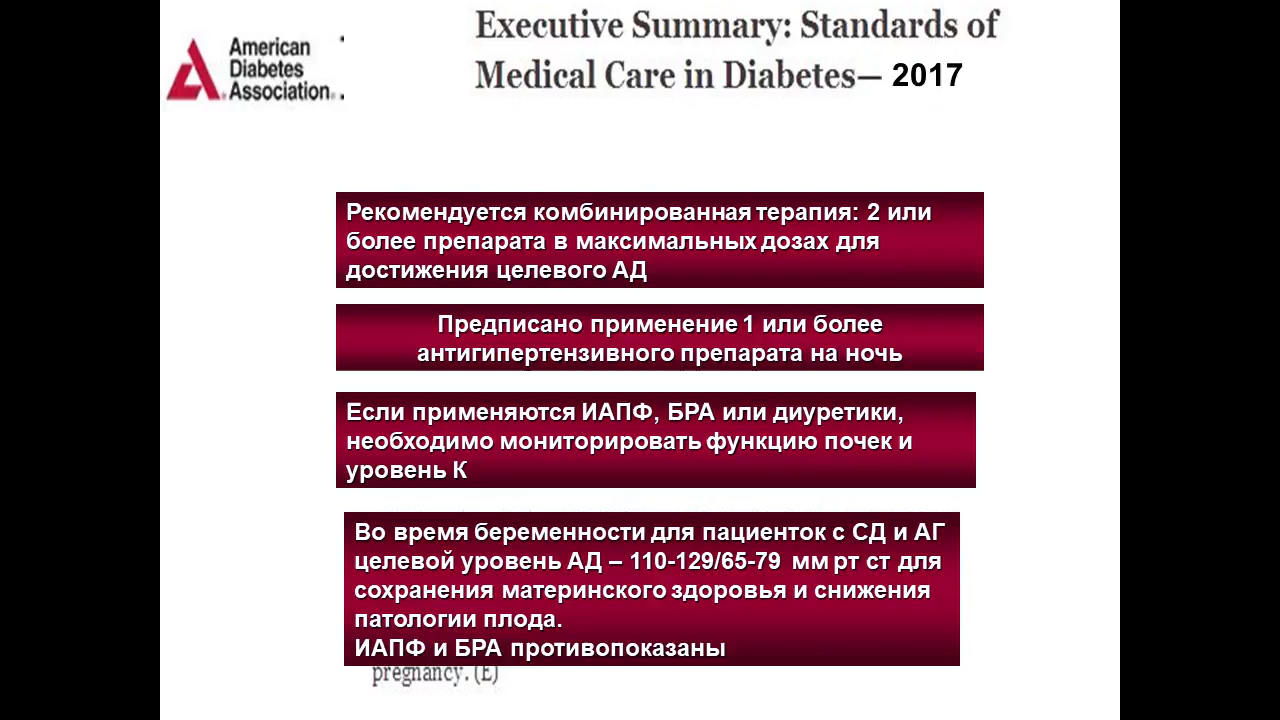 American
Diabetes
Association.
Executive Summary: Standards of
Medical Care in Diabetes— 2017
Рекомендуется комбинированная терапия: 2 или
более препарата в максимальных дозах для
достижения целевого АД
Предписано применение 1 или более
антигипертензивного препарата на ночь
Если применяются ИАПФ, БРА или диуретики,
необходимо мониторировать функцию почек и
уровень К
Во время беременности для пациенток с СД и АГ
целевой уровень АД – 110-129/65-79 мм рт ст для
сохранения материнского здоровья и снижения
патологии плода.
ИАПФ и БРА противопоказаны
pregnancy. (E)